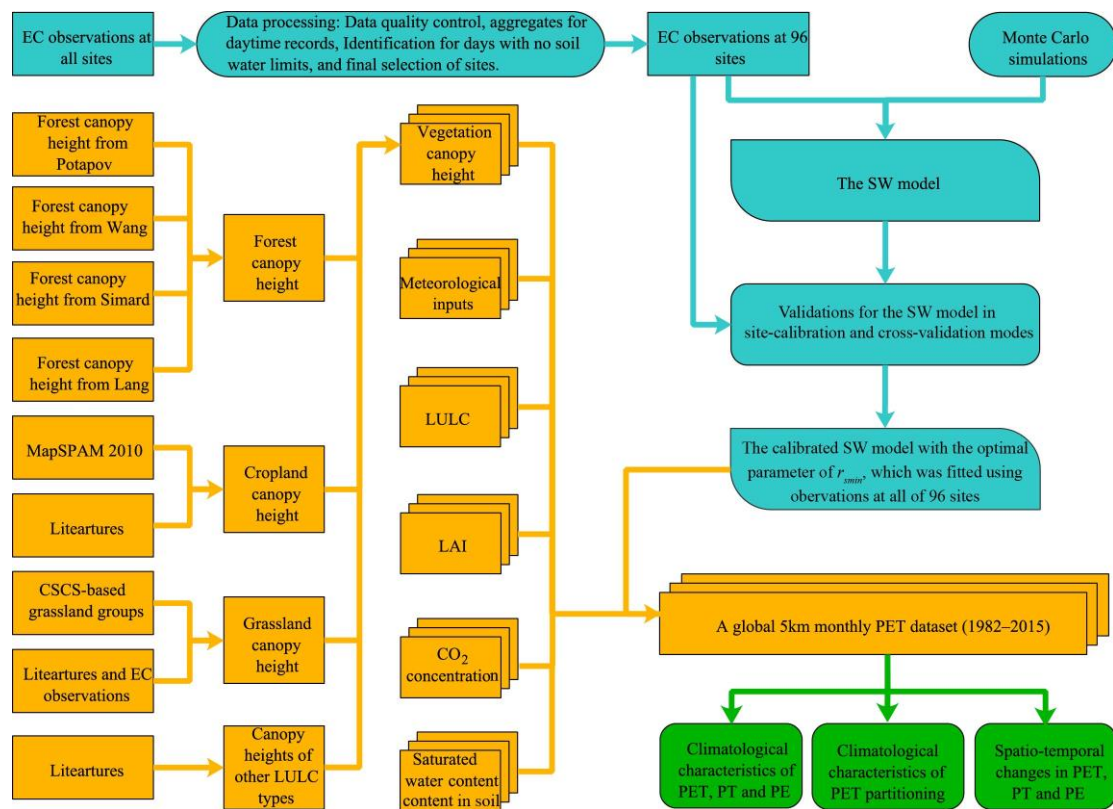 EC observations at
all sites
Data processing: Data quality control, aggregates for
daytime records, Identification for days with no soil
water limits, and final selection of sites.
EC observations at 96
sites
Monte Carlo
simulations
Forest canopy
height from
Potapov
Forest canopy
height from Wang
Forest canopy
height from Simard
Forest canopy
height from Lang
MapSPAM 2010
Liteartures
CSCS-based
grassland groups
Liteartures and EC
observations
Liteartures
Forest
canopy
height
Cropland
canopy
height
Grassland
canopy
height
Canopy
heights of
other LULC
types
Vegetation
canopy
height
Meteorological
inputs
LULC
LAI
CO₂
concentration
Saturated
water content
content in soil
The SW model
Validations for the SW model in
site-calibration and cross-validation modes
The calibrated SW model with the optimal
parameter of rsmin, which was fitted using
obervations at all of 96 sites
A global 5km monthly PET dataset (1982–2015)
Climatological
characteristics of
PET, PT and PE
Climatological
characteristics of
PET partitioning
Spatio-temporal
changes in PET,
PT and PE